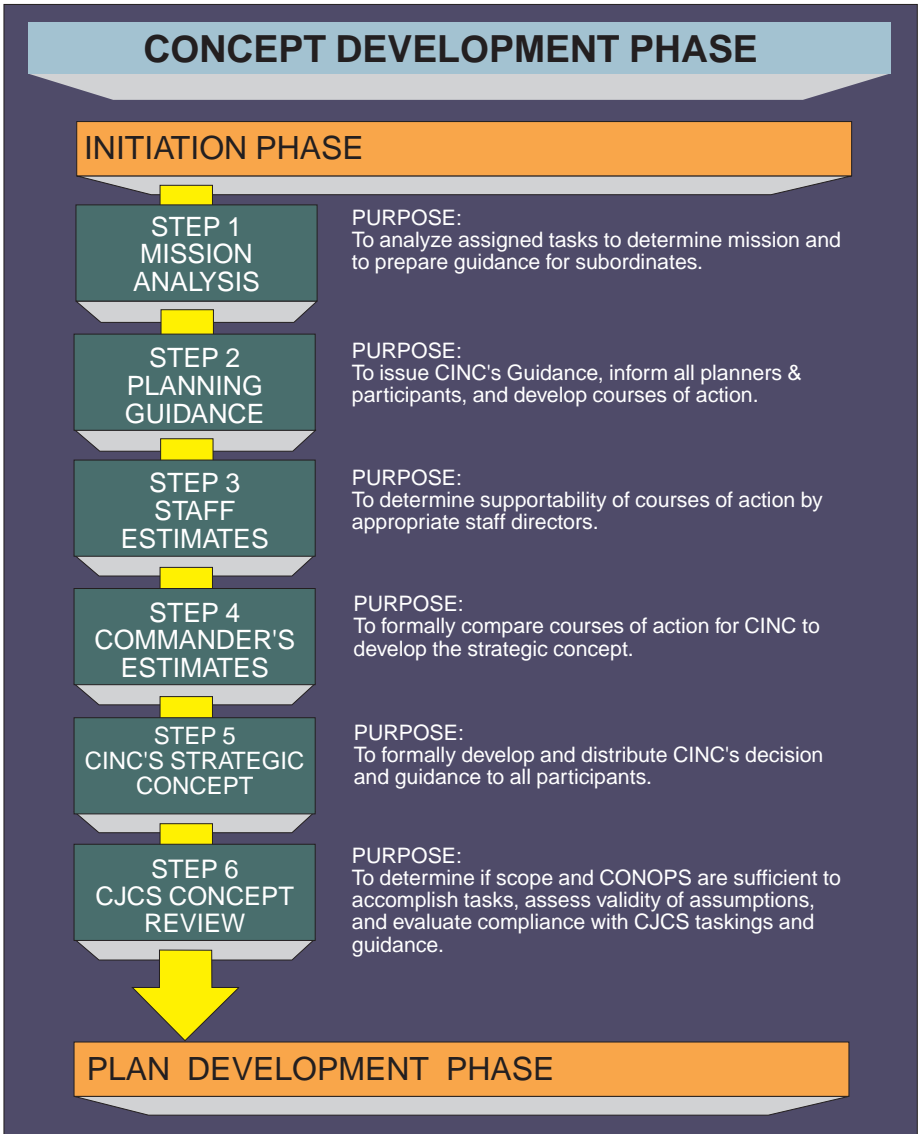 CONCEPT DEVELOPMENT PHASE
INITIATION PHASE
STEP 1
MISSION
ANALYSIS
PURPOSE:
To analyze assigned tasks to determine mission and
to prepare guidance for subordinates.
STEP 2
PLANNING
GUIDANCE
PURPOSE:
To issue CINC's Guidance, inform all planners &
participants, and develop courses of action.
STEP 3
STAFF
ESTIMATES
PURPOSE:
To determine supportability of courses of action by
appropriate staff directors.
STEP 4
COMMANDER'S
ESTIMATES
PURPOSE:
To formally compare courses of action for CINC to
develop the strategic concept.
STEP 5
CINC'S STRATEGIC
CONCEPT
PURPOSE:
To formally develop and distribute CINC's decision
and guidance to all participants.
STEP 6
CJCS CONCEPT
REVIEW
PURPOSE:
To determine if scope and CONOPS are sufficient to
accomplish tasks, assess validity of assumptions,
and evaluate compliance with CJCS taskings and
guidance.
PLAN DEVELOPMENT PHASE